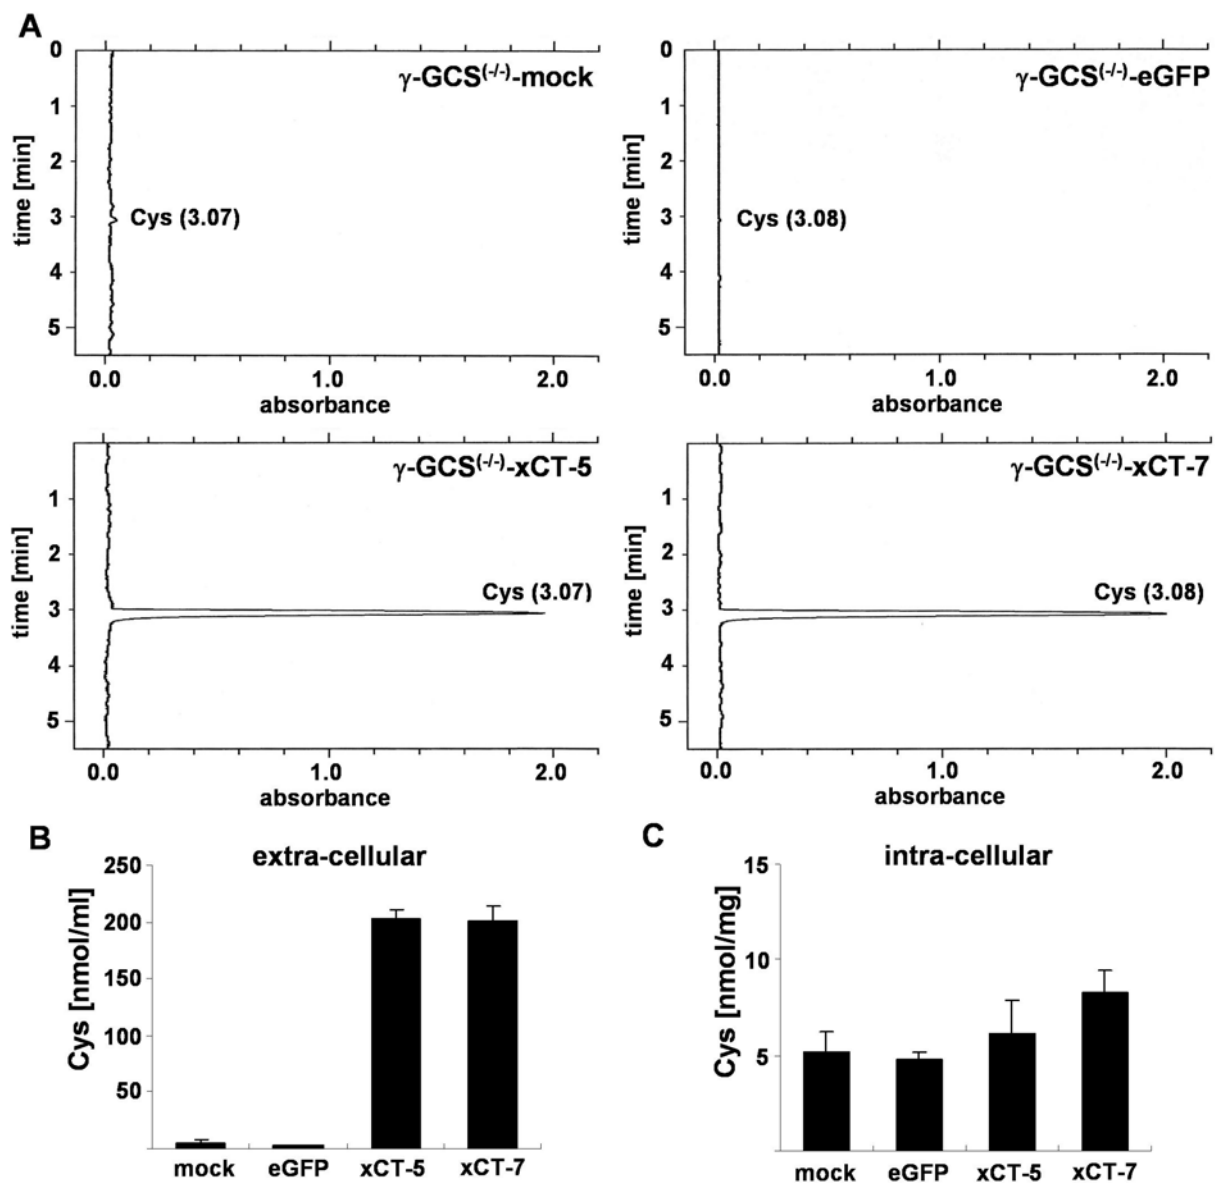 A
γ-GCS(-/-)-mock
0
1
2
3
4
5
time [min]
Cys (3.07)
0.0 1.0 2.0
absorbance
γ-GCS(-/-)-eGFP
0
1
2
3
4
5
time [min]
Cys (3.08)
0.0 1.0 2.0
absorbance
γ-GCS(-/-)-xCT-5
1
2
3
4
5
time [min]
Cys (3.07)
0.0 1.0 2.0
absorbance
γ-GCS(-/-)-xCT-7
1
2
3
4
5
time [min]
Cys (3.08)
0.0 1.0 2.0
absorbance
B
extra-cellular
250
200
150
100
50
Cys [nmol/ml]
mock eGFP xCT-5 xCT-7
C
intra-cellular
15
10
5
Cys [nmol/mg]
mock eGFP xCT-5 xCT-7